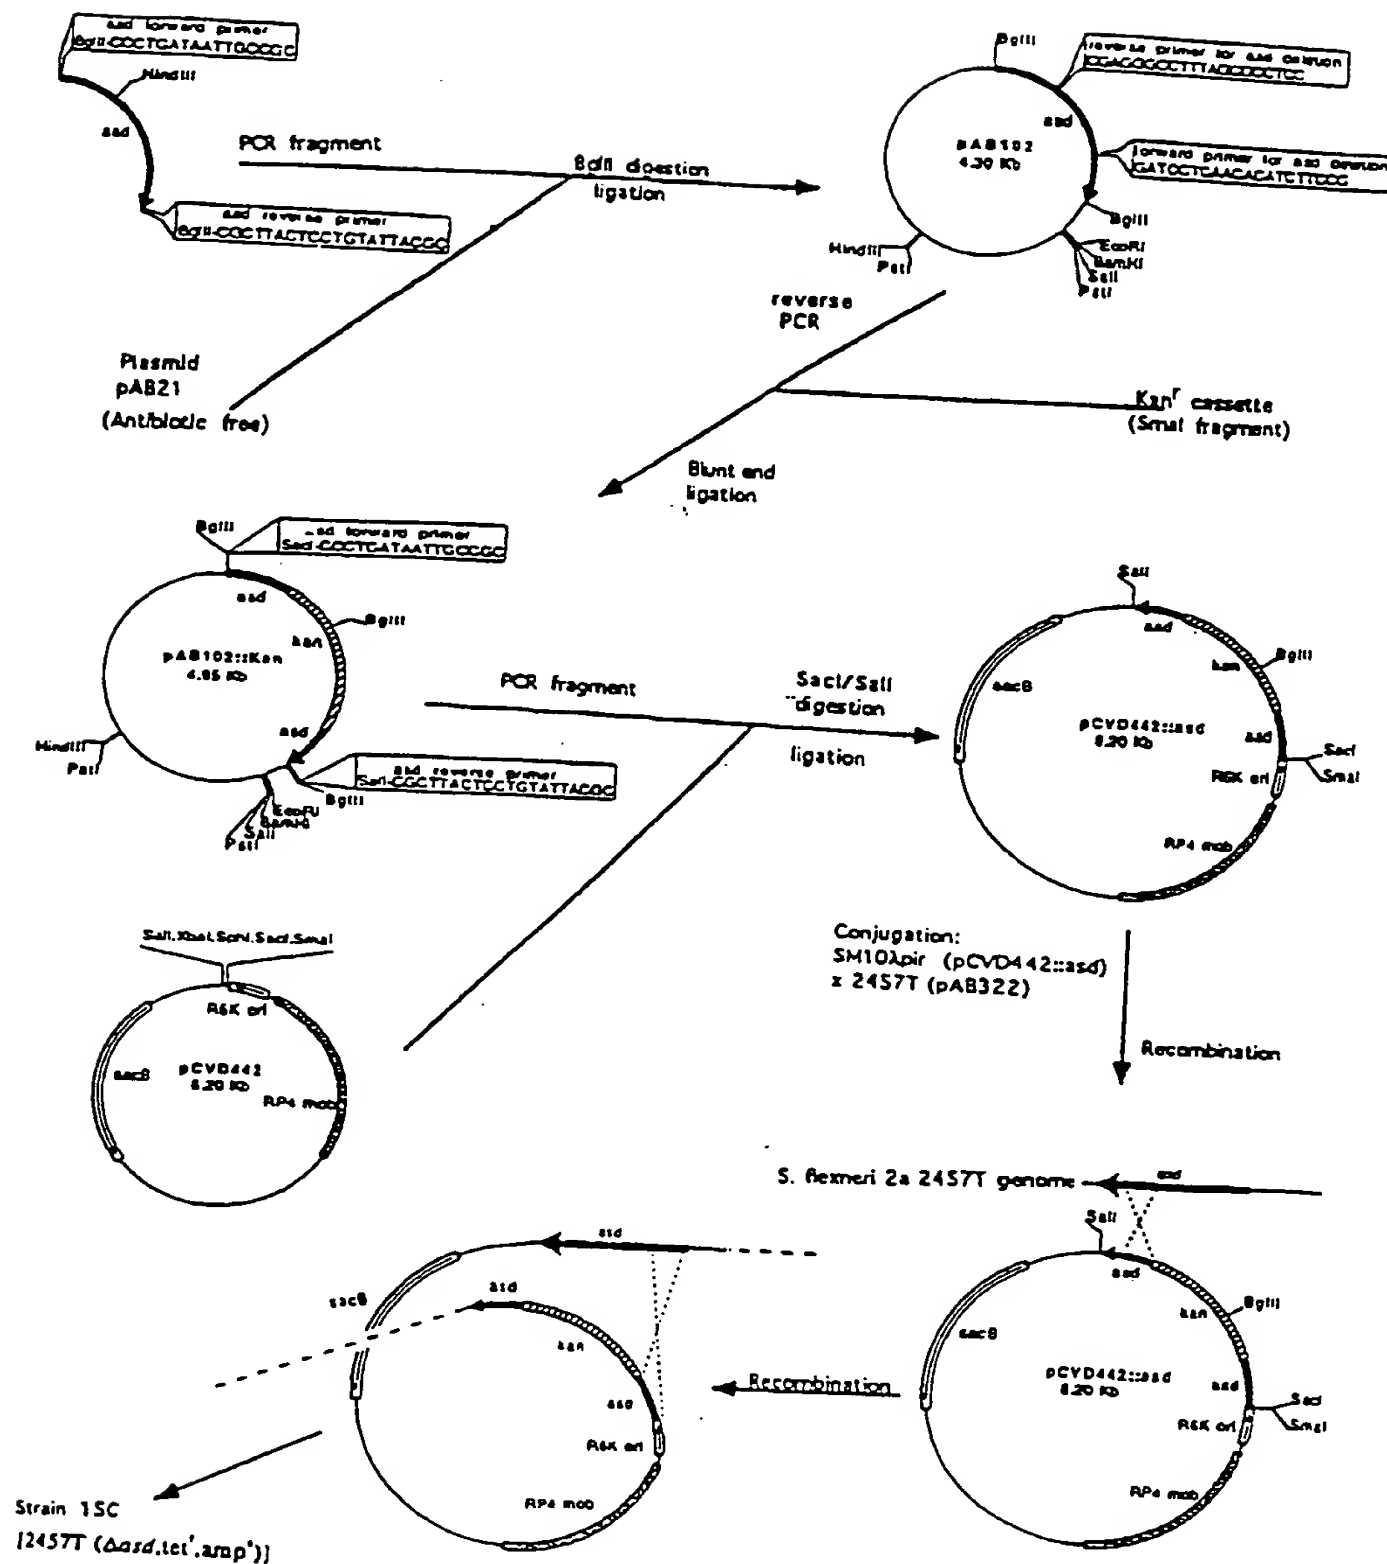 asd forward primer
BglII-CCCTGATAATTGCCGC
HindIII
asd
PCR fragment
BglII digestion
ligation
asd reverse primer
BglII-CGCTTACTCCTGTATTACGC
Plasmid
pAB21
(Antibiotic free)
BglII
reverse primer for asd deletion
asd
pAB102
4.30 Kb
forward primer for asd deletion
BglII
EcoRI
BamHI
SalI
PstI
HindIII
PstI
reverse
PCR
Kanʳ cassette
(SmaI fragment)
Blunt end
ligation
BglII
asd forward primer
SacI-CCCTGATAATTGCCGC
asd
BglII
kan
pAB102::Kan
asd
HindIII
PstI
asd reverse primer
SalI-CGCTTACTCCTGTATTACGC
BglII
EcoRI
BamHI
SalI
PstI
PCR fragment
SacI/SalI
digestion
ligation
SalI
asd
kan
BglII
sacB
pCVD442::asd
8.20 Kb
asd
SacI
SmaI
R6K ori
RP4 mob
SalI,XbaI,SphI,SacI,SmaI
R6K ori
sacB
pCVD442
6.20 Kb
RP4 mob
Conjugation:
SM10λpir (pCVD442::asd)
x 2457T (pAB322)
Recombination
S. flexneri 2a 2457T genome
asd
SalI
asd
kan
BglII
sacB
pCVD442::asd
8.20 Kb
asd
SacI
SmaI
R6K ori
RP4 mob
Recombination
asd
sacB
asd
kan
asd
R6K ori
RP4 mob
Strain 15C
[2457T (Δasd,tetʳ,ampˢ)]